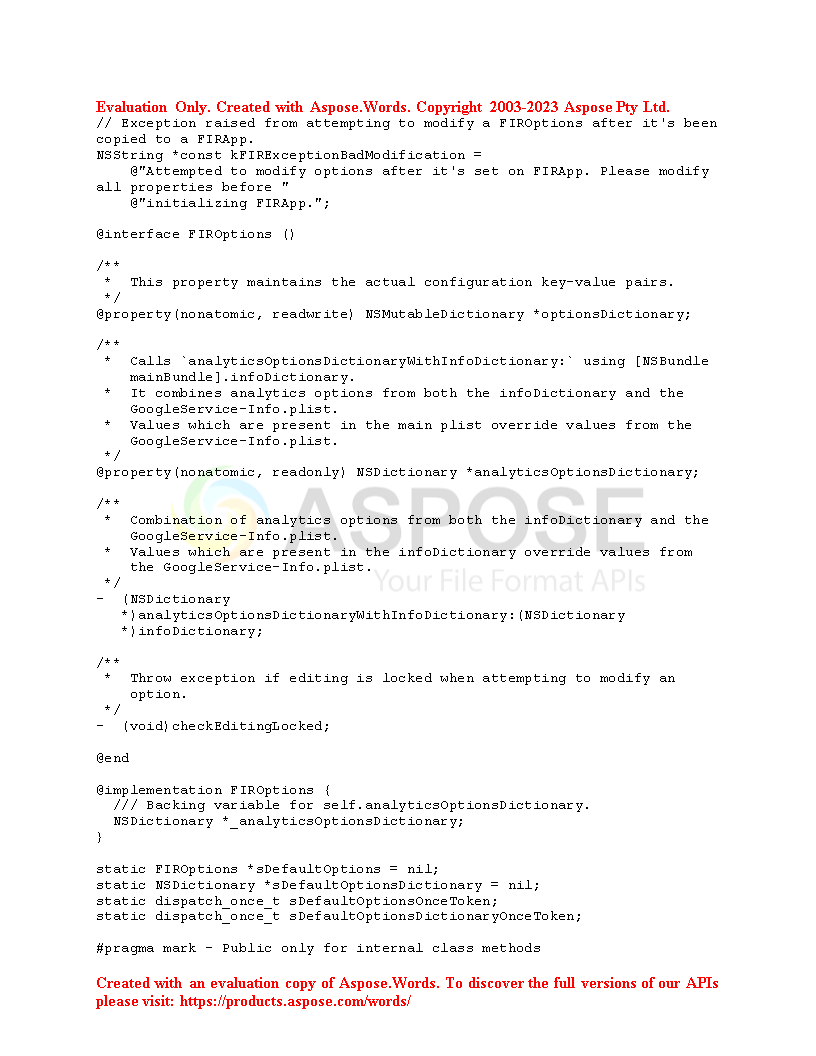 Evaluation Only. Created with Aspose.Words. Copyright 2003-2023 Aspose Pty Ltd.
// Exception raised from attempting to modify a FIROptions after it's been
copied to a FIRApp.
NSString *const kFIRExceptionBadModification =
    @"Attempted to modify options after it's set on FIRApp. Please modify
all properties before "
    @"initializing FIRApp.";

@interface FIROptions ()

/**
 *  This property maintains the actual configuration key-value pairs.
 */
@property(nonatomic, readwrite) NSMutableDictionary *optionsDictionary;

/**
 *  Calls `analyticsOptionsDictionaryWithInfoDictionary:` using [NSBundle
    mainBundle].infoDictionary.
 *  It combines analytics options from both the infoDictionary and the
    GoogleService-Info.plist.
 *  Values which are present in the main plist override values from the
    GoogleService-Info.plist.
 */
@property(nonatomic, readonly) NSDictionary *analyticsOptionsDictionary;

/**
 *  Combination of analytics options from both the infoDictionary and the
    GoogleService-Info.plist.
 *  Values which are present in the infoDictionary override values from
    the GoogleService-Info.plist.
 */
-  (NSDictionary
   *)analyticsOptionsDictionaryWithInfoDictionary:(NSDictionary
   *)infoDictionary;

/**
 *  Throw exception if editing is locked when attempting to modify an
    option.
 */
-  (void)checkEditingLocked;

@end

@implementation FIROptions {
  /// Backing variable for self.analyticsOptionsDictionary.
  NSDictionary *_analyticsOptionsDictionary;
}

static FIROptions *sDefaultOptions = nil;
static NSDictionary *sDefaultOptionsDictionary = nil;
static dispatch_once_t sDefaultOptionsOnceToken;
static dispatch_once_t sDefaultOptionsDictionaryOnceToken;

#pragma mark - Public only for internal class methods

ASPOSE
Your File Format APIs
Created with an evaluation copy of Aspose.Words. To discover the full versions of our APIs
please visit: https://products.aspose.com/words/